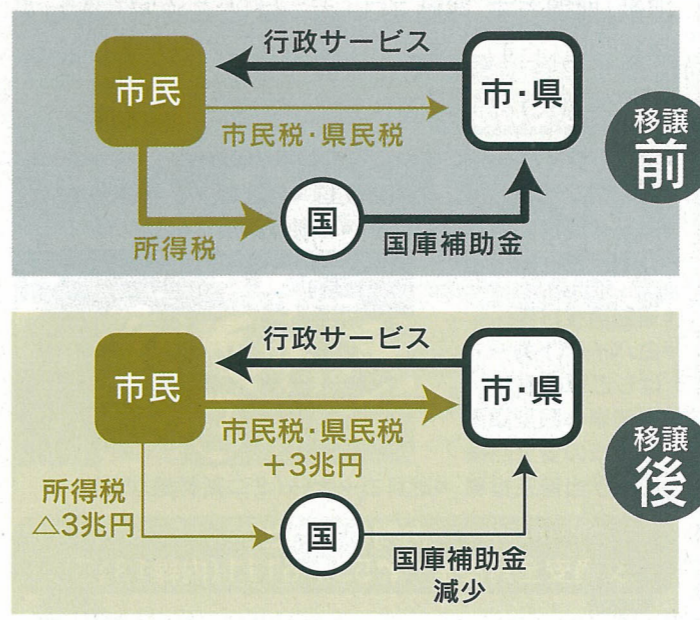 行政サービス
市民
市・県
市民税・県民税
国
所得税
国庫補助金
移譲
前
行政サービス
市民
市・県
市民税・県民税
+3兆円
所得税
△3兆円
国
国庫補助金
減少
移譲
後